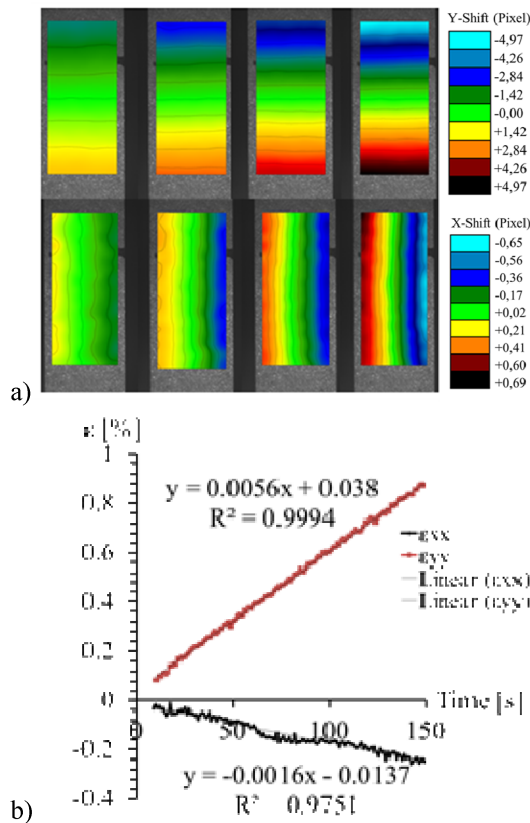 Y-Shift (Pixel)
-4,97
-4,26
-2,84
-1,42
-0,00
+1,42
+2,84
+4,26
+4,97
X-Shift (Pixel)
-0,65
-0,56
-0,36
-0,17
+0,02
+0,21
+0,41
+0,60
+0,69
a)
ε [%]
1
0,8
0,6
0,4
0,2
0
-0,2
-0.4
y = 0.0056x + 0.038
R² = 0.9994
εxx
εyy
Linear (εxx)
Linear (εyy)
0 50 100 150
Time [s]
y = -0.0016x - 0.0137
R² = 0.9751
b)